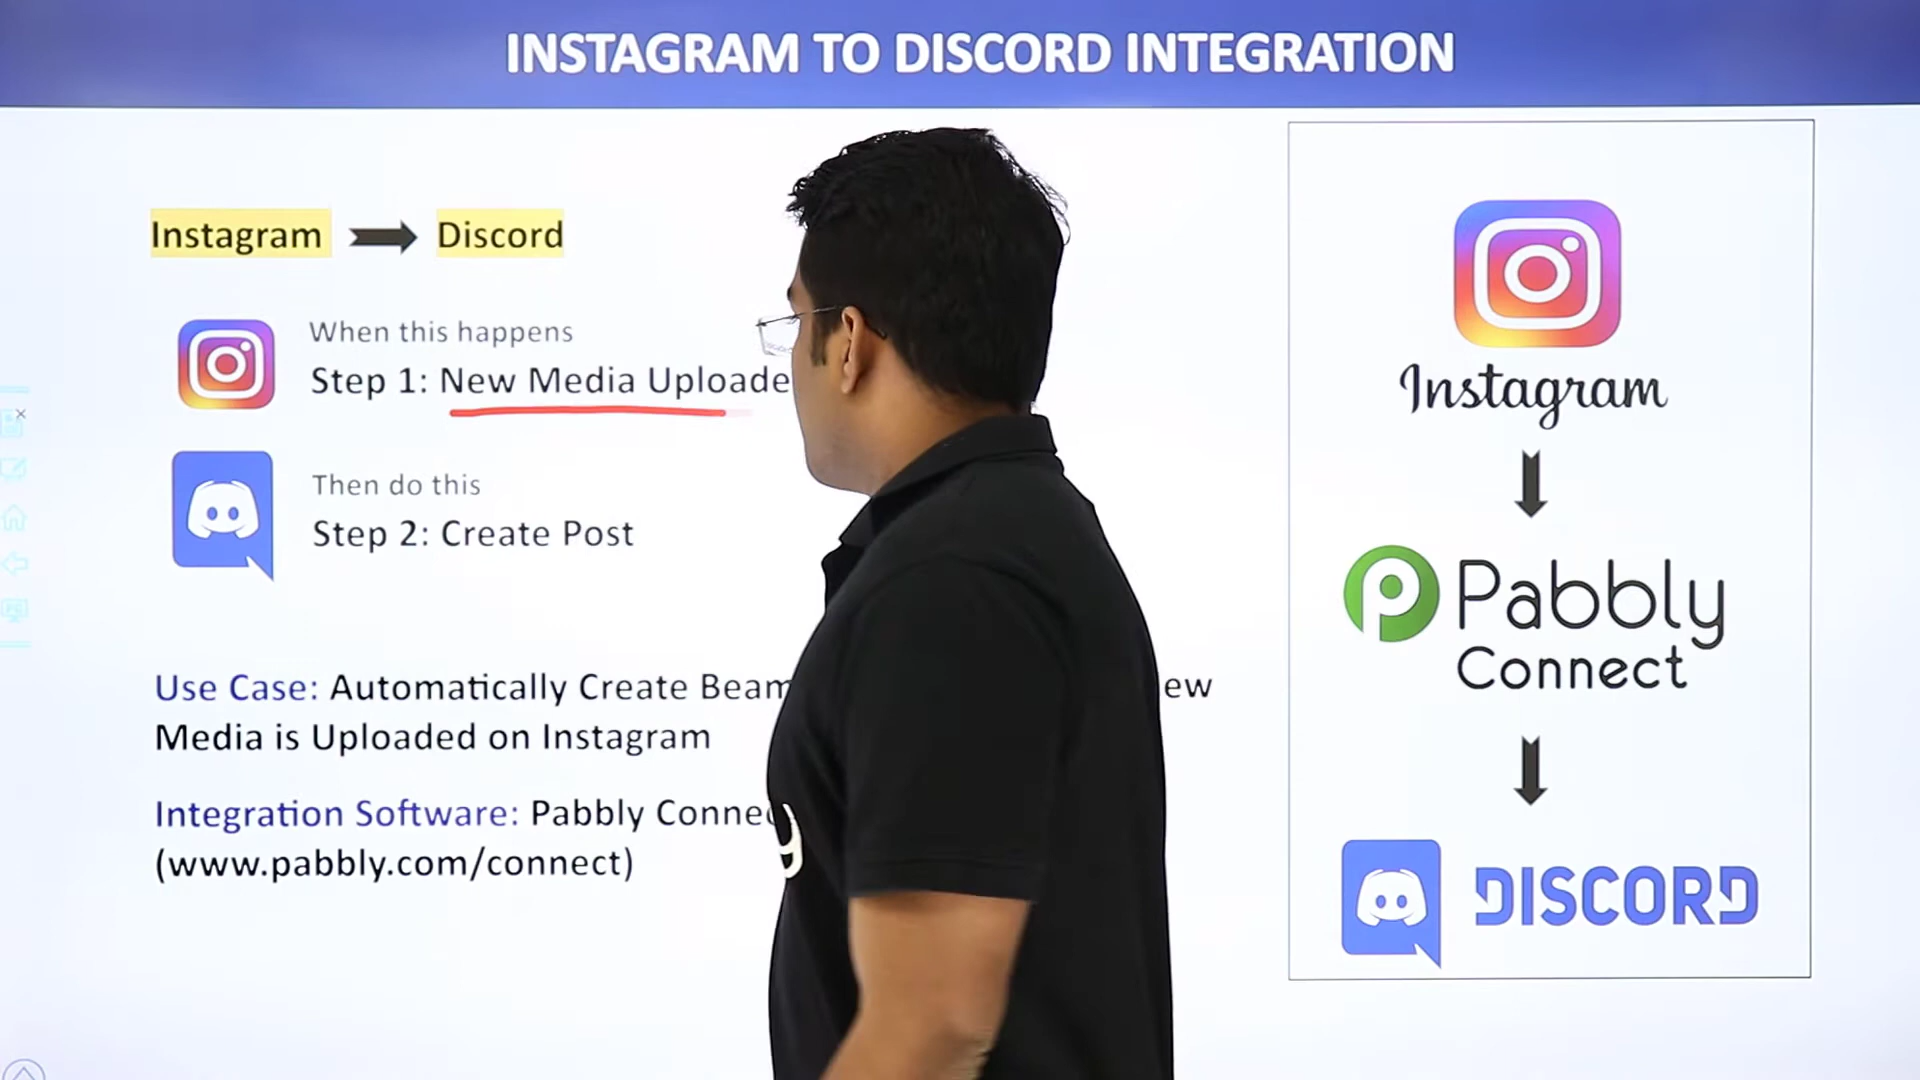 INSTAGRAM TO DISCORD INTEGRATION
Instagram Discord
When this happens
Step 1: New Media Uploade
Then do this
Step 2: Create Post
Use Case: Automatically Create Beam ew
Media is Uploaded on Instagram
Integration Software: Pabbly Connec
(www.pabbly.com/connect)
Instagram
Pabbly
Connect
DISCORD